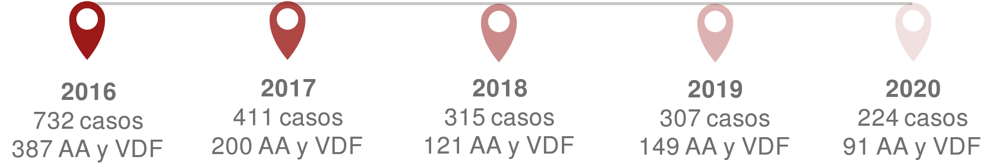 2016
732 casos
387 AA y VDF
2017
411 casos
200 AA y VDF
2018
315 casos
121 AA y VDF
2019
307 casos
149 AA y VDF
2020
224 casos
91 AA y VDF